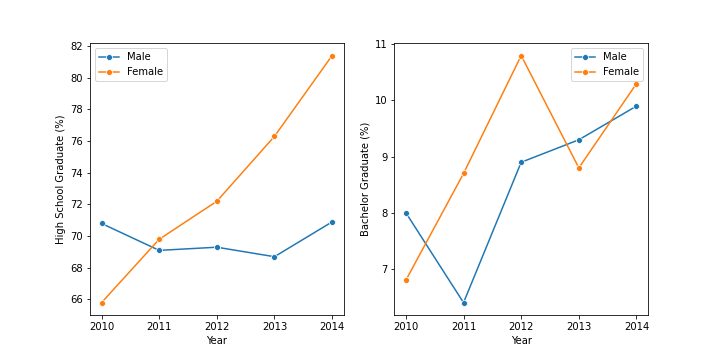 Male
Female
82
80
78
76
74
72
70
68
66
High School Graduate (%)
2010 2011 2012 2013 2014
Year
Male
Female
11
10
9
8
7
Bachelor Graduate (%)
2010 2011 2012 2013 2014
Year